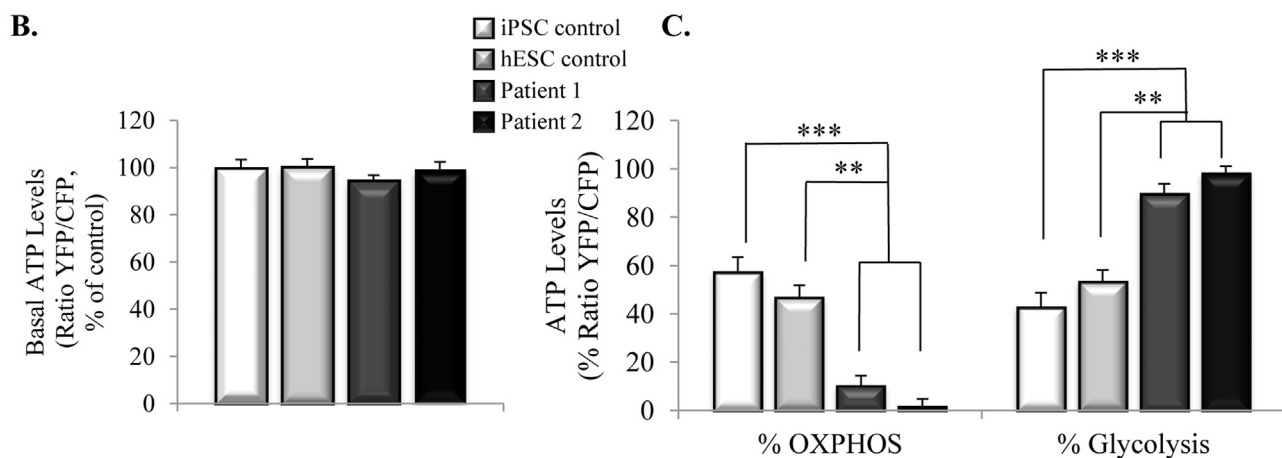 B.
iPSC control
hESC control
Patient 1
Patient 2
Basal ATP Levels
(Ratio YFP/CFP,
% of control)
120
100
80
60
40
20
0
C.
ATP Levels
(% Ratio YFP/CFP)
120
100
80
60
40
20
0
***
**
***
**
% OXPHOS
% Glycolysis